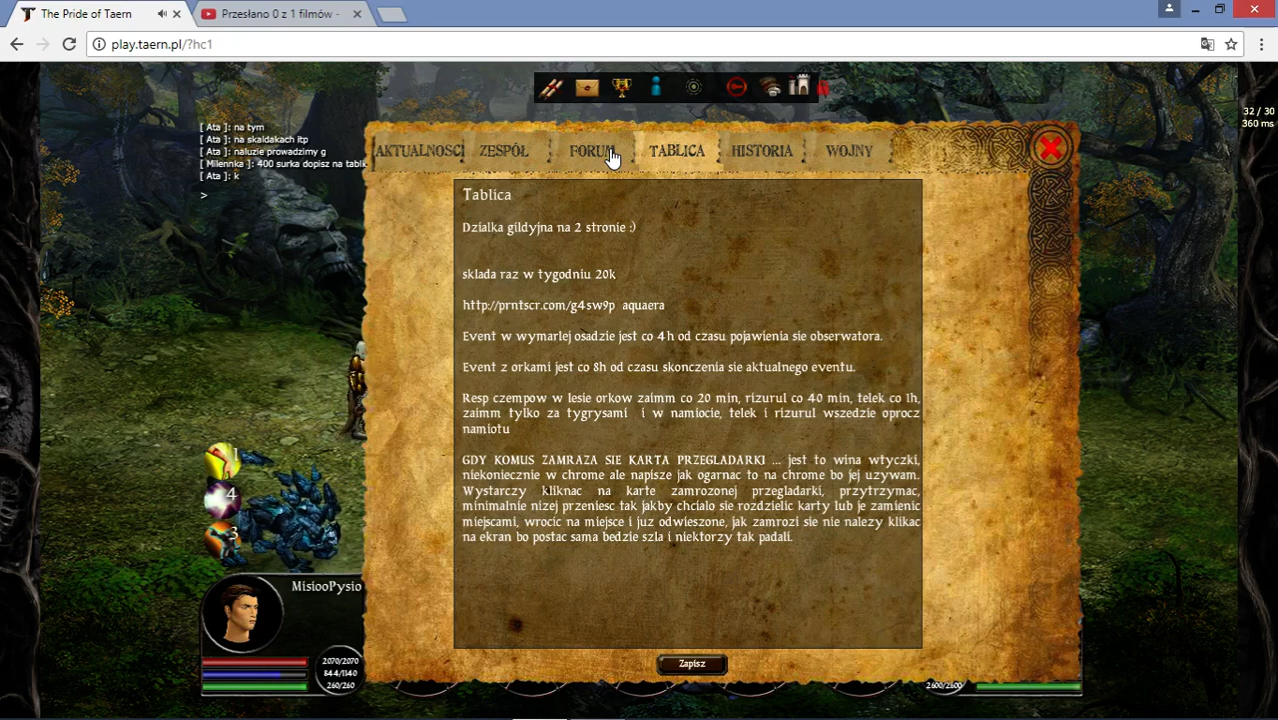 The Pride of Taern
Przesłano 0 z 1 filmów -
play.taern.pl/?hc1
32 / 30
360 ms
[ Ata ]: na tym
[ Ata ]: na skaldakach itp
[ Ata ]: naluzie prowadzimy g
[ Milennka ]: 400 surka dopisz na tablic
[ Ata ]: k
>
AKTUALNOSCI ZESPÓŁ FORUM TABLICA HISTORIA WOJNY
Tablica
Dzialka gildyjna na 2 stronie :)
sklada raz w tygodniu 20k
http://prntscr.com/g4sw9p aquaera
Event w wymarlej osadzie jest co 4h od czasu pojawienia sie obserwatora.
Event z orkami jest co 8h od czasu skonczenia sie aktualnego eventu.
Resp czempow w lesie orkow zaimm co 20 min, rizurul co 40 min, telek co 1h,
zaimm tylko za tygrysami i w namiocie, telek i rizurul wszedzie oprocz
namiotu
GDY KOMUS ZAMRAZA SIE KARTA PRZEGLADARKI ... jest to wina wtyczki,
niekoniecznie w chrome ale napisze jak ogarnac to na chrome bo jej uzywam.
Wystarczy kliknac na karte zamrozonej przegladarki, przytrzymac,
minimalnie nizej przeniesc tak jakby chcialo sie rozdzielic karty lub je zamienic
miejscami, wrocic na miejsce i juz odwieszone, jak zamrozi sie nie nalezy klikac
na ekran bo postac sama bedzie szla i niektorzy tak padali.
Zapisz
1
4
3
MisiooPysio
2070/2070
844/1140
260/260
2600/2600